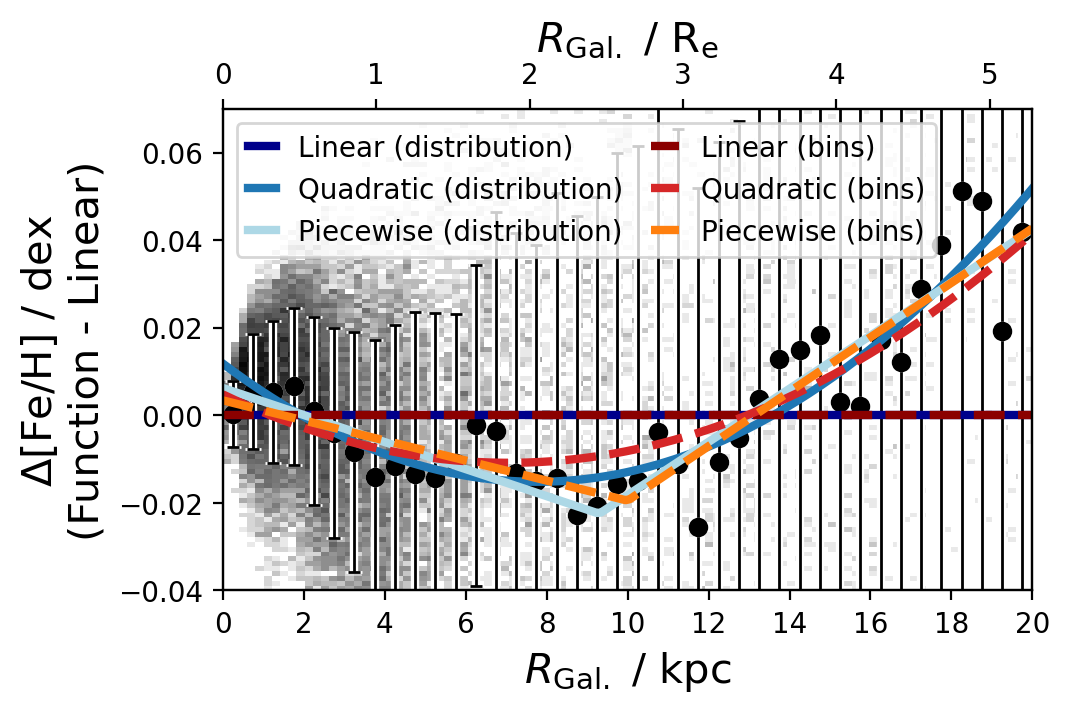 R_Gal. / R_e
0 1 2 3 4 5
Δ[Fe/H] / dex
(Function - Linear)
0.06
0.04
0.02
0.00
−0.02
−0.04
Linear (distribution)
Quadratic (distribution)
Piecewise (distribution)
Linear (bins)
Quadratic (bins)
Piecewise (bins)
0 2 4 6 8 10 12 14 16 18 20
R_Gal. / kpc